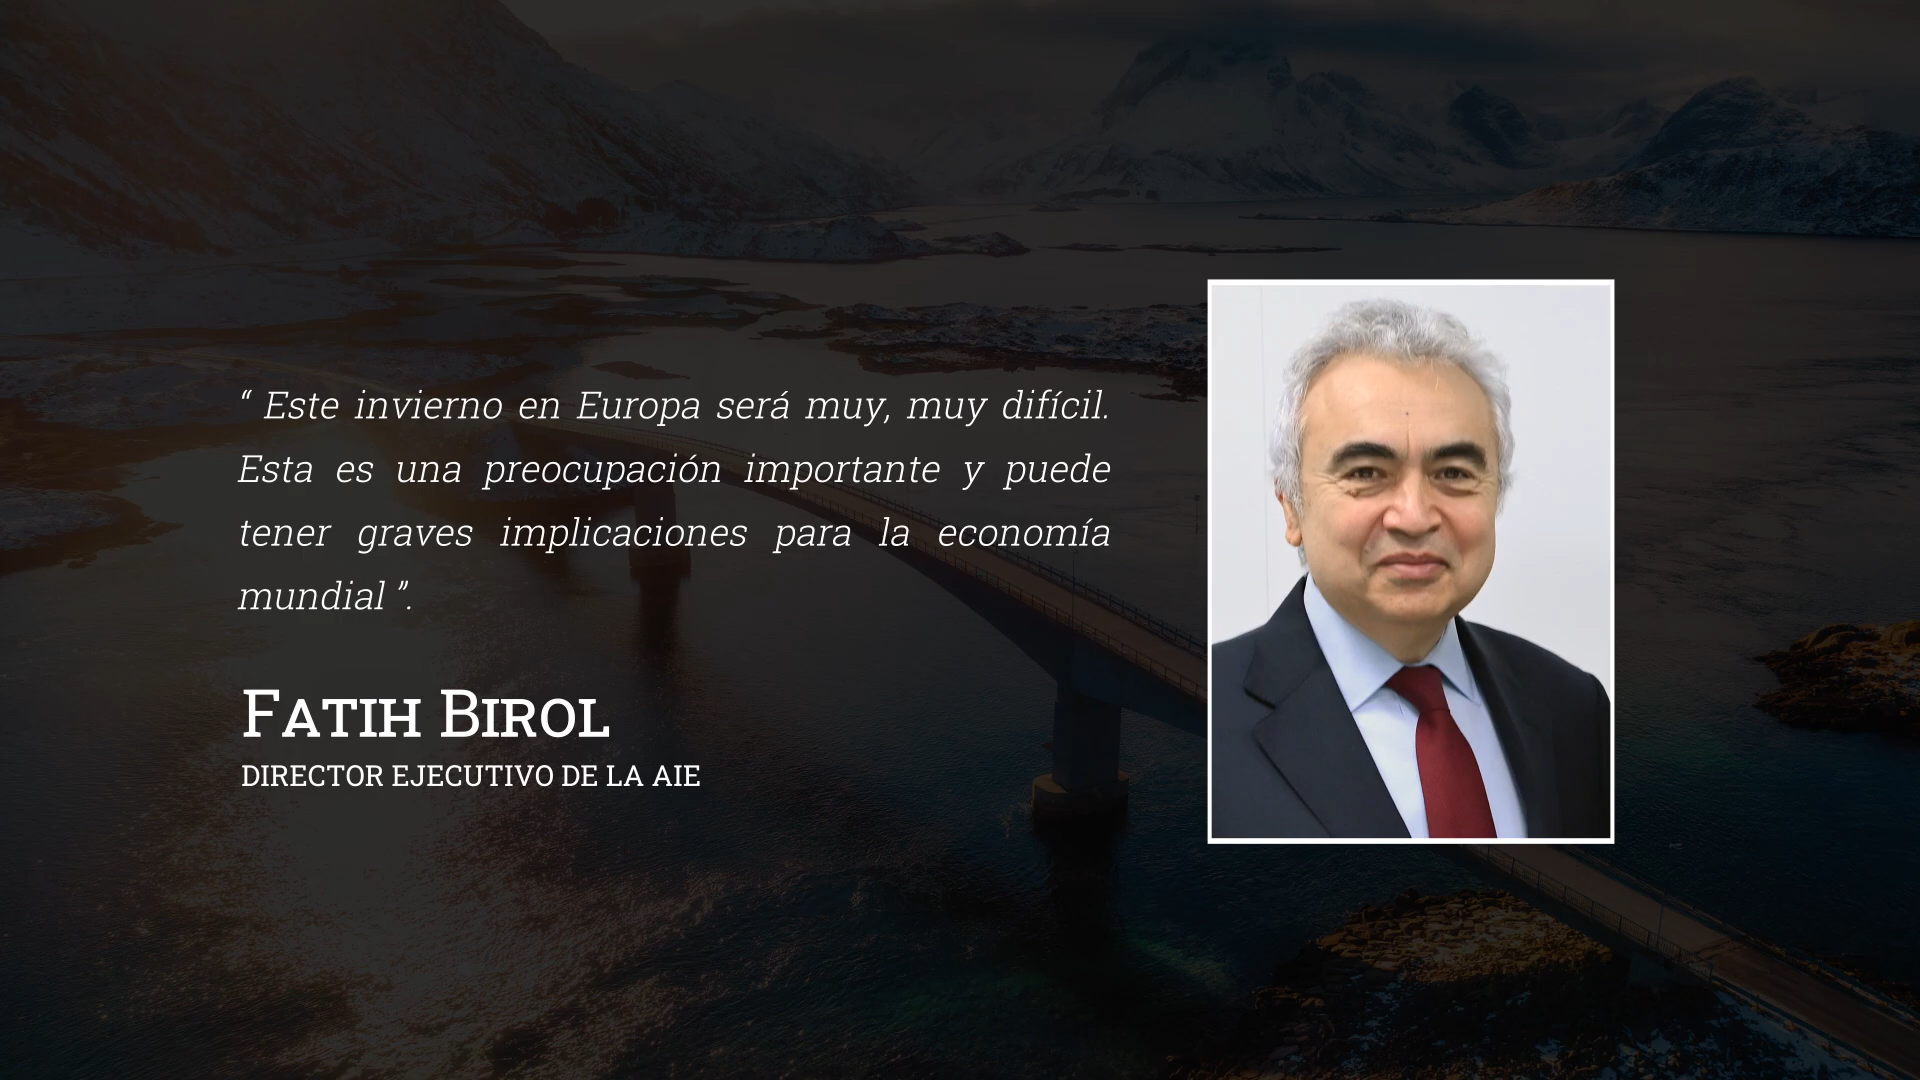 “ Este invierno en Europa será muy, muy difícil.
Esta es una preocupación importante y puede
tener graves implicaciones para la economía
mundial ”.
FATIH BIROL
DIRECTOR EJECUTIVO DE LA AIE